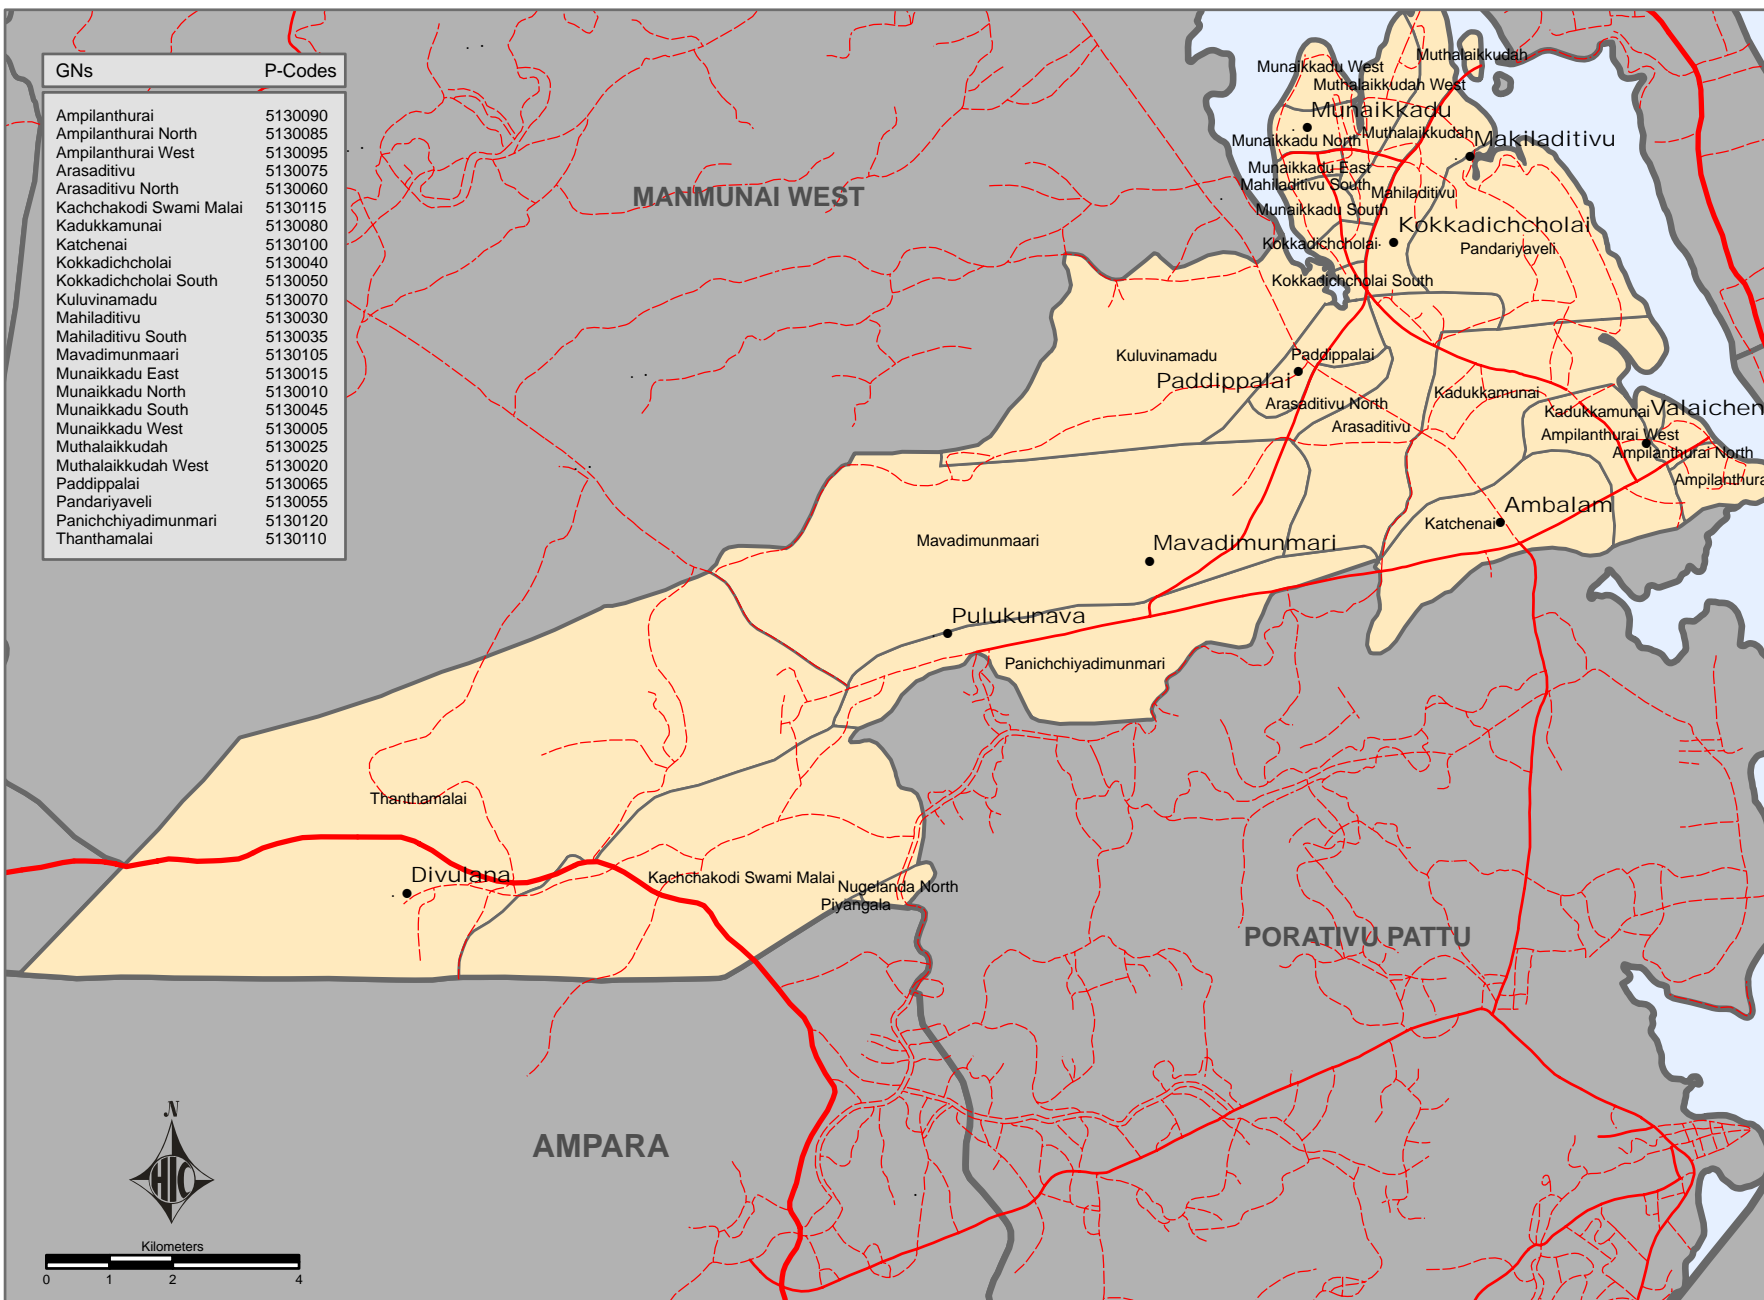 GNs P-Codes
Ampilanthurai 5130090
Ampilanthurai North 5130085
Ampilanthurai West 5130095
Arasaditivu 5130075
Arasaditivu North 5130060
Kachchakodi Swami Malai 5130115
Kadukkamunai 5130080
Katchenai 5130100
Kokkadichcholai 5130040
Kokkadichcholai South 5130050
Kuluvinamadu 5130070
Mahiladitivu 5130030
Mahiladitivu South 5130035
Mavadimunmaari 5130105
Munaikkadu East 5130015
Munaikkadu North 5130010
Munaikkadu South 5130045
Munaikkadu West 5130005
Muthalaikkudah 5130025
Muthalaikkudah West 5130020
Paddippalai 5130065
Pandariyaveli 5130055
Panichchiyadimunmari 5130120
Thanthamalai 5130110
Muthalaikkudah
Munaikkadu West
Muthalaikkudah West
Munaikkadu
Muthalaikkudah
Munaikkadu North
Makiladitivu
Munaikkadu East
Mahiladitivu South
Mahiladitivu
MANMUNAI WEST
Munaikkadu South
Kokkadichcholai
Kokkadichcholai
Pandariyaveli
Kokkadichcholai South
Kuluvinamadu
Paddippalai
Paddippalai
Kadukkamunai
Arasaditivu North
Kadukkamunai
Valaichen
Arasaditivu
Ampilanthurai West
Ampilanthurai North
Ampilanthura
Ambalam
Katchenai
Mavadimunmaari
Mavadimunmari
Pulukunava
Panichchiyadimunmari
Thanthamalai
Divulana
Kachchakodi Swami Malai
Nugelanda North
Piyangala
PORATIVU PATTU
AMPARA
N
HIC
Kilometers
0 1 2 4